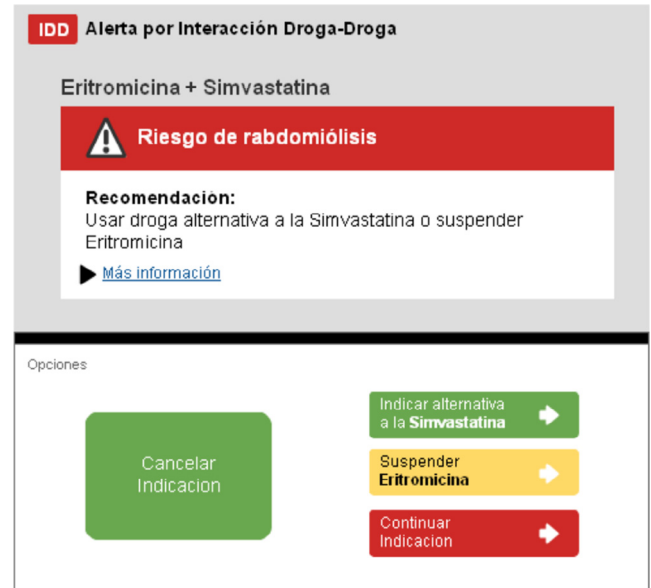 IDD Alerta por Interacción Droga-Droga
Eritromicina + Simvastatina
Riesgo de rabdomiólisis
Recomendación:
Usar droga alternativa a la Simvastatina o suspender
Eritromicina
Más información
Opciones
Cancelar
Indicacion
Indicar alternativa
a la Simvastatina
Suspender
Eritromicina
Continuar
Indicacion